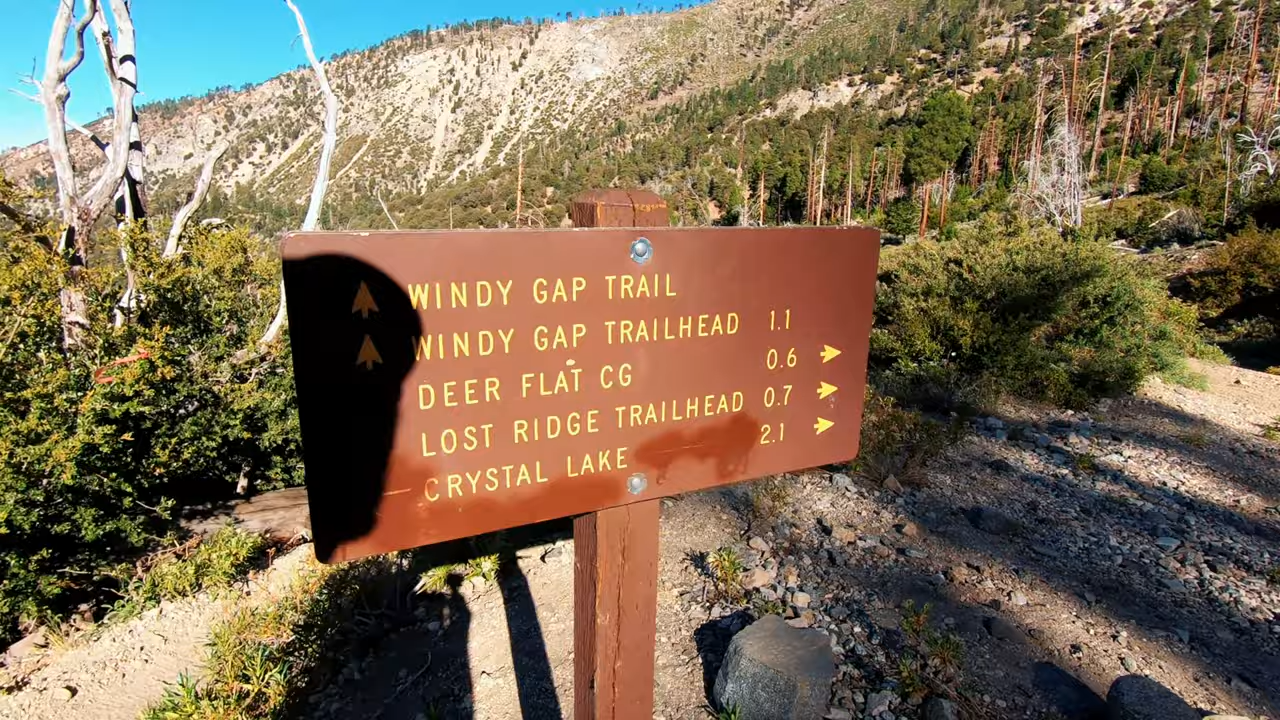 WINDY GAP TRAIL
WINDY GAP TRAILHEAD 1.1
DEER FLAT CG 0.6
LOST RIDGE TRAILHEAD 0.7
CRYSTAL LAKE 2.1